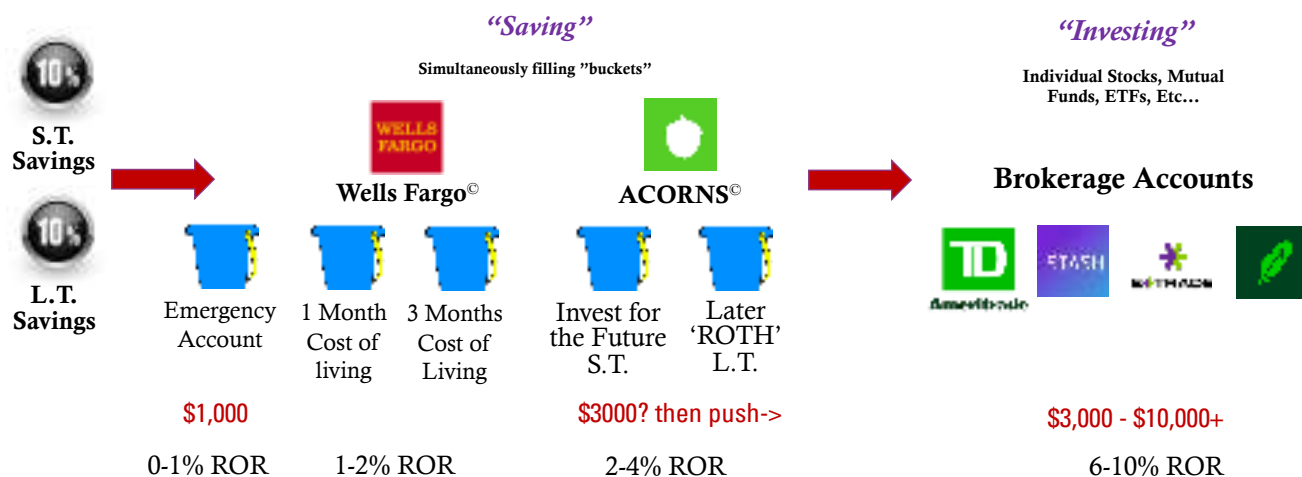 “Saving”
Simultaneously filling ”buckets”
“Investing”
Individual Stocks, Mutual
Funds, ETFs, Etc...
10%
S.T.
Savings
10%
L.T.
Savings
WELLS
FARGO
Wells Fargo©
ACORNS©
Brokerage Accounts
TD
Ameritrade
STASH
E*TRADE
Emergency
Account
1 Month
Cost of
living
3 Months
Cost of
Living
Invest for
the Future
S.T.
Later
‘ROTH’
L.T.
$1,000
$3000? then push->
$3,000 - $10,000+
0-1% ROR
1-2% ROR
2-4% ROR
6-10% ROR